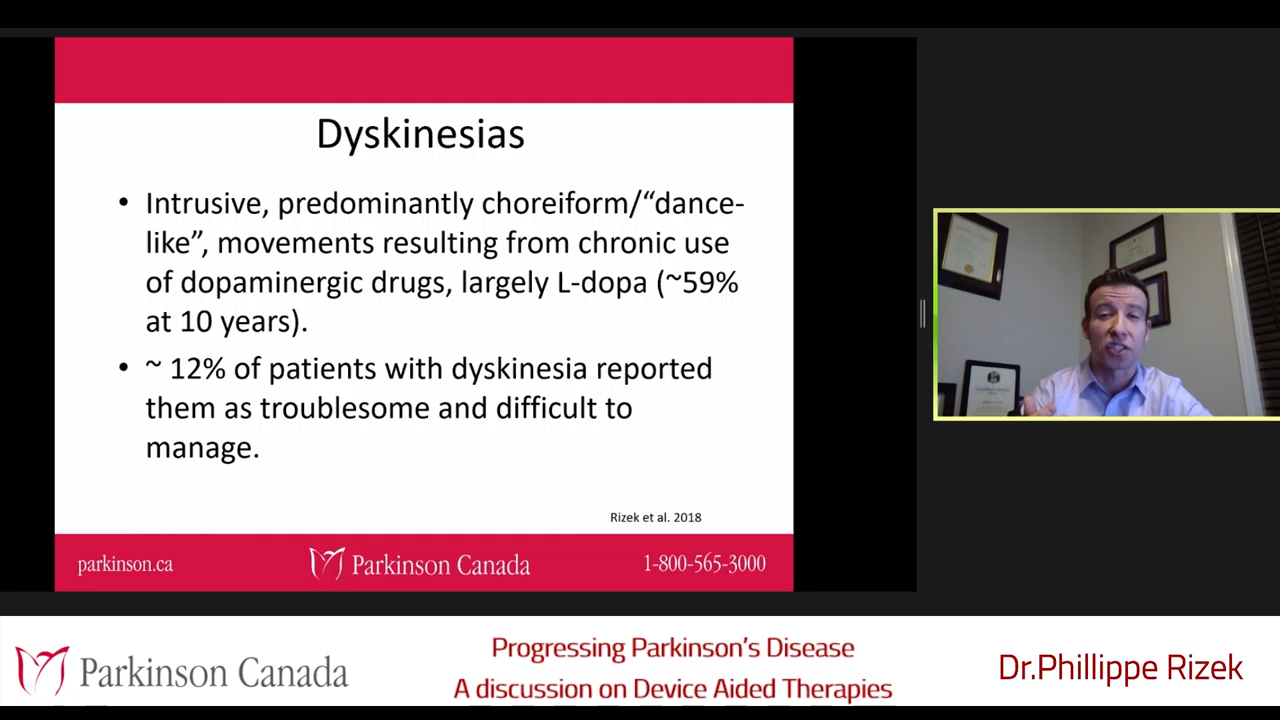 Dyskinesias
• Intrusive, predominantly choreiform/“dance-
like”, movements resulting from chronic use
of dopaminergic drugs, largely L-dopa (~59%
at 10 years).
• ~ 12% of patients with dyskinesia reported
them as troublesome and difficult to
manage.
Rizek et al. 2018
parkinson.ca
Parkinson Canada
1-800-565-3000
Parkinson Canada
Progressing Parkinson’s Disease
A discussion on Device Aided Therapies
Dr.Phillippe Rizek